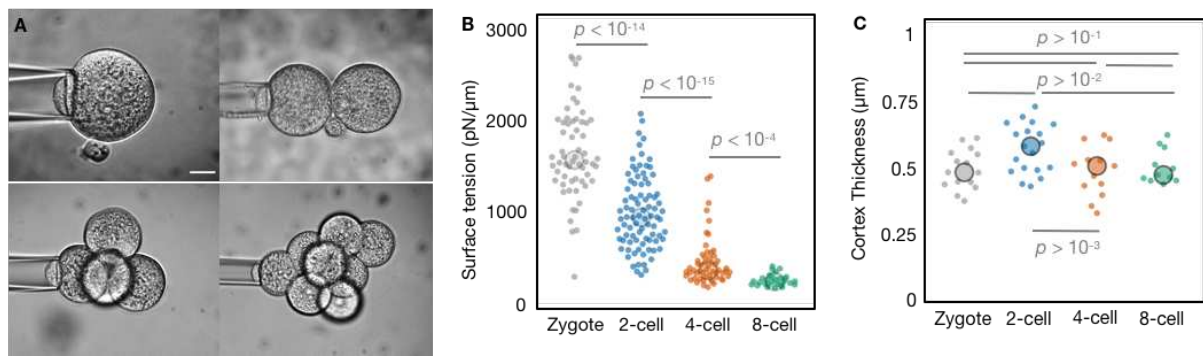 A
B
Surface tension (pN/µm)
3000
2000
1000
0
p < 10⁻¹⁴
p < 10⁻¹⁵
p < 10⁻⁴
Zygote 2-cell 4-cell 8-cell
C
Cortex Thickness (µm)
1
0.75
0.5
0.25
0
p > 10⁻¹
p > 10⁻²
p > 10⁻³
Zygote 2-cell 4-cell 8-cell